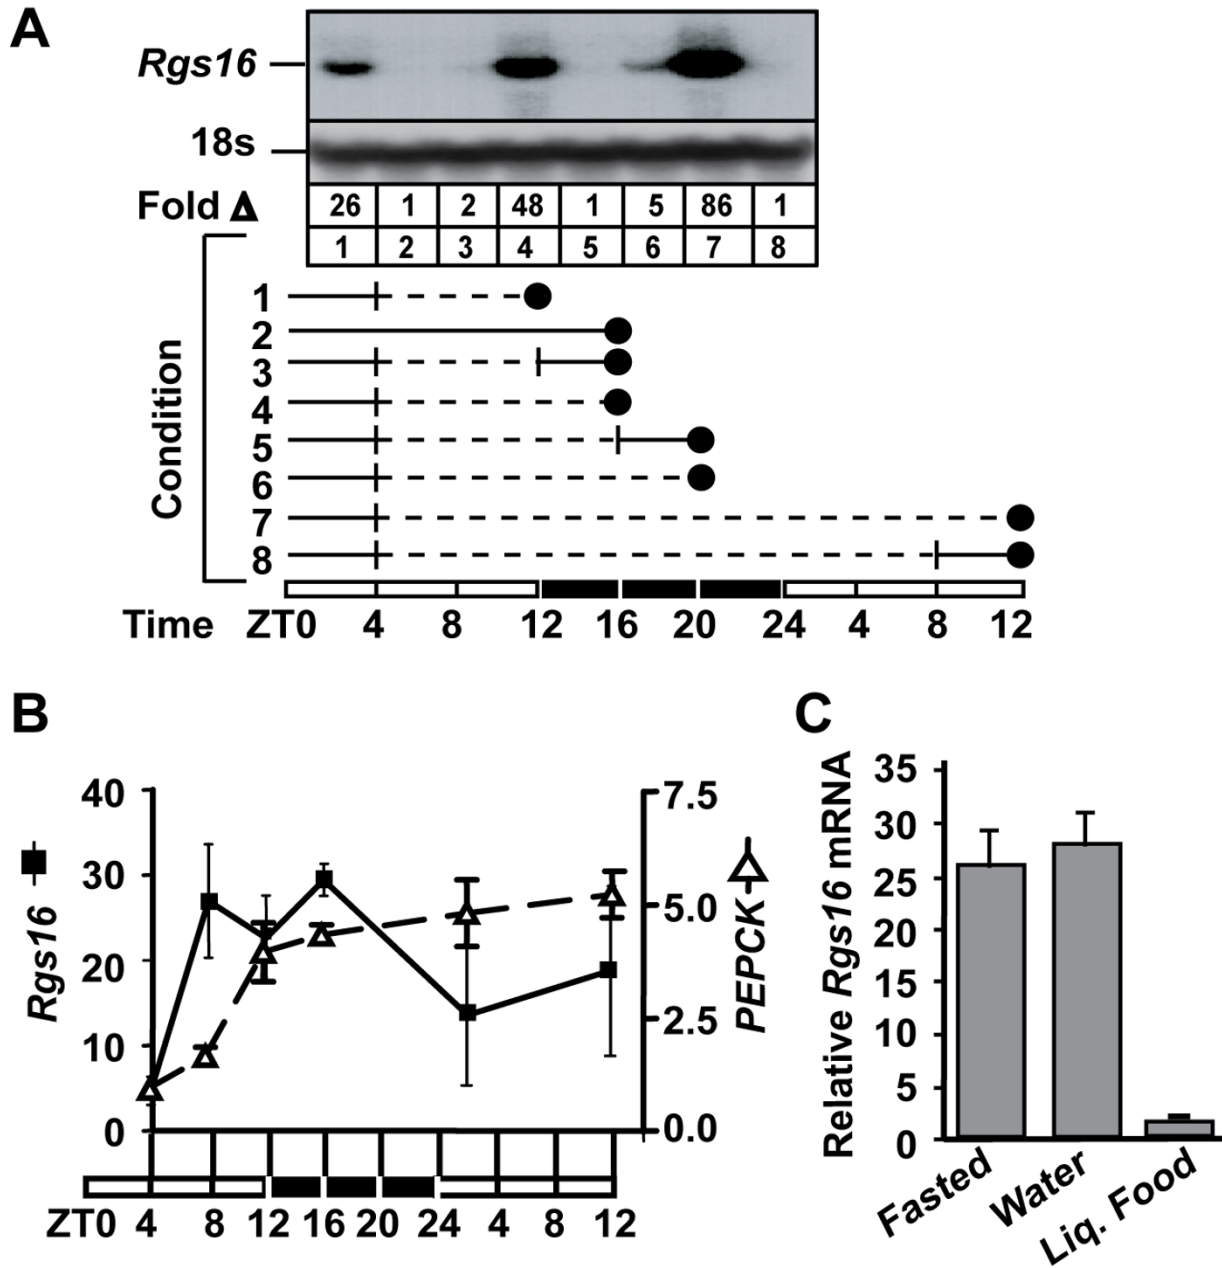 A
Rgs16
18s
Fold Δ
26 1 2 48 1 5 86 1
1 2 3 4 5 6 7 8
Condition
1
2
3
4
5
6
7
8
Time ZT0 4 8 12 16 20 24 4 8 12
B
Rgs16
40
30
20
10
0
7.5
5.0
2.5
0.0
PEPCK
ZT0 4 8 12 16 20 24 4 8 12
C
Relative Rgs16 mRNA
35
30
25
20
15
10
5
0
Fasted
Water
Liq. Food